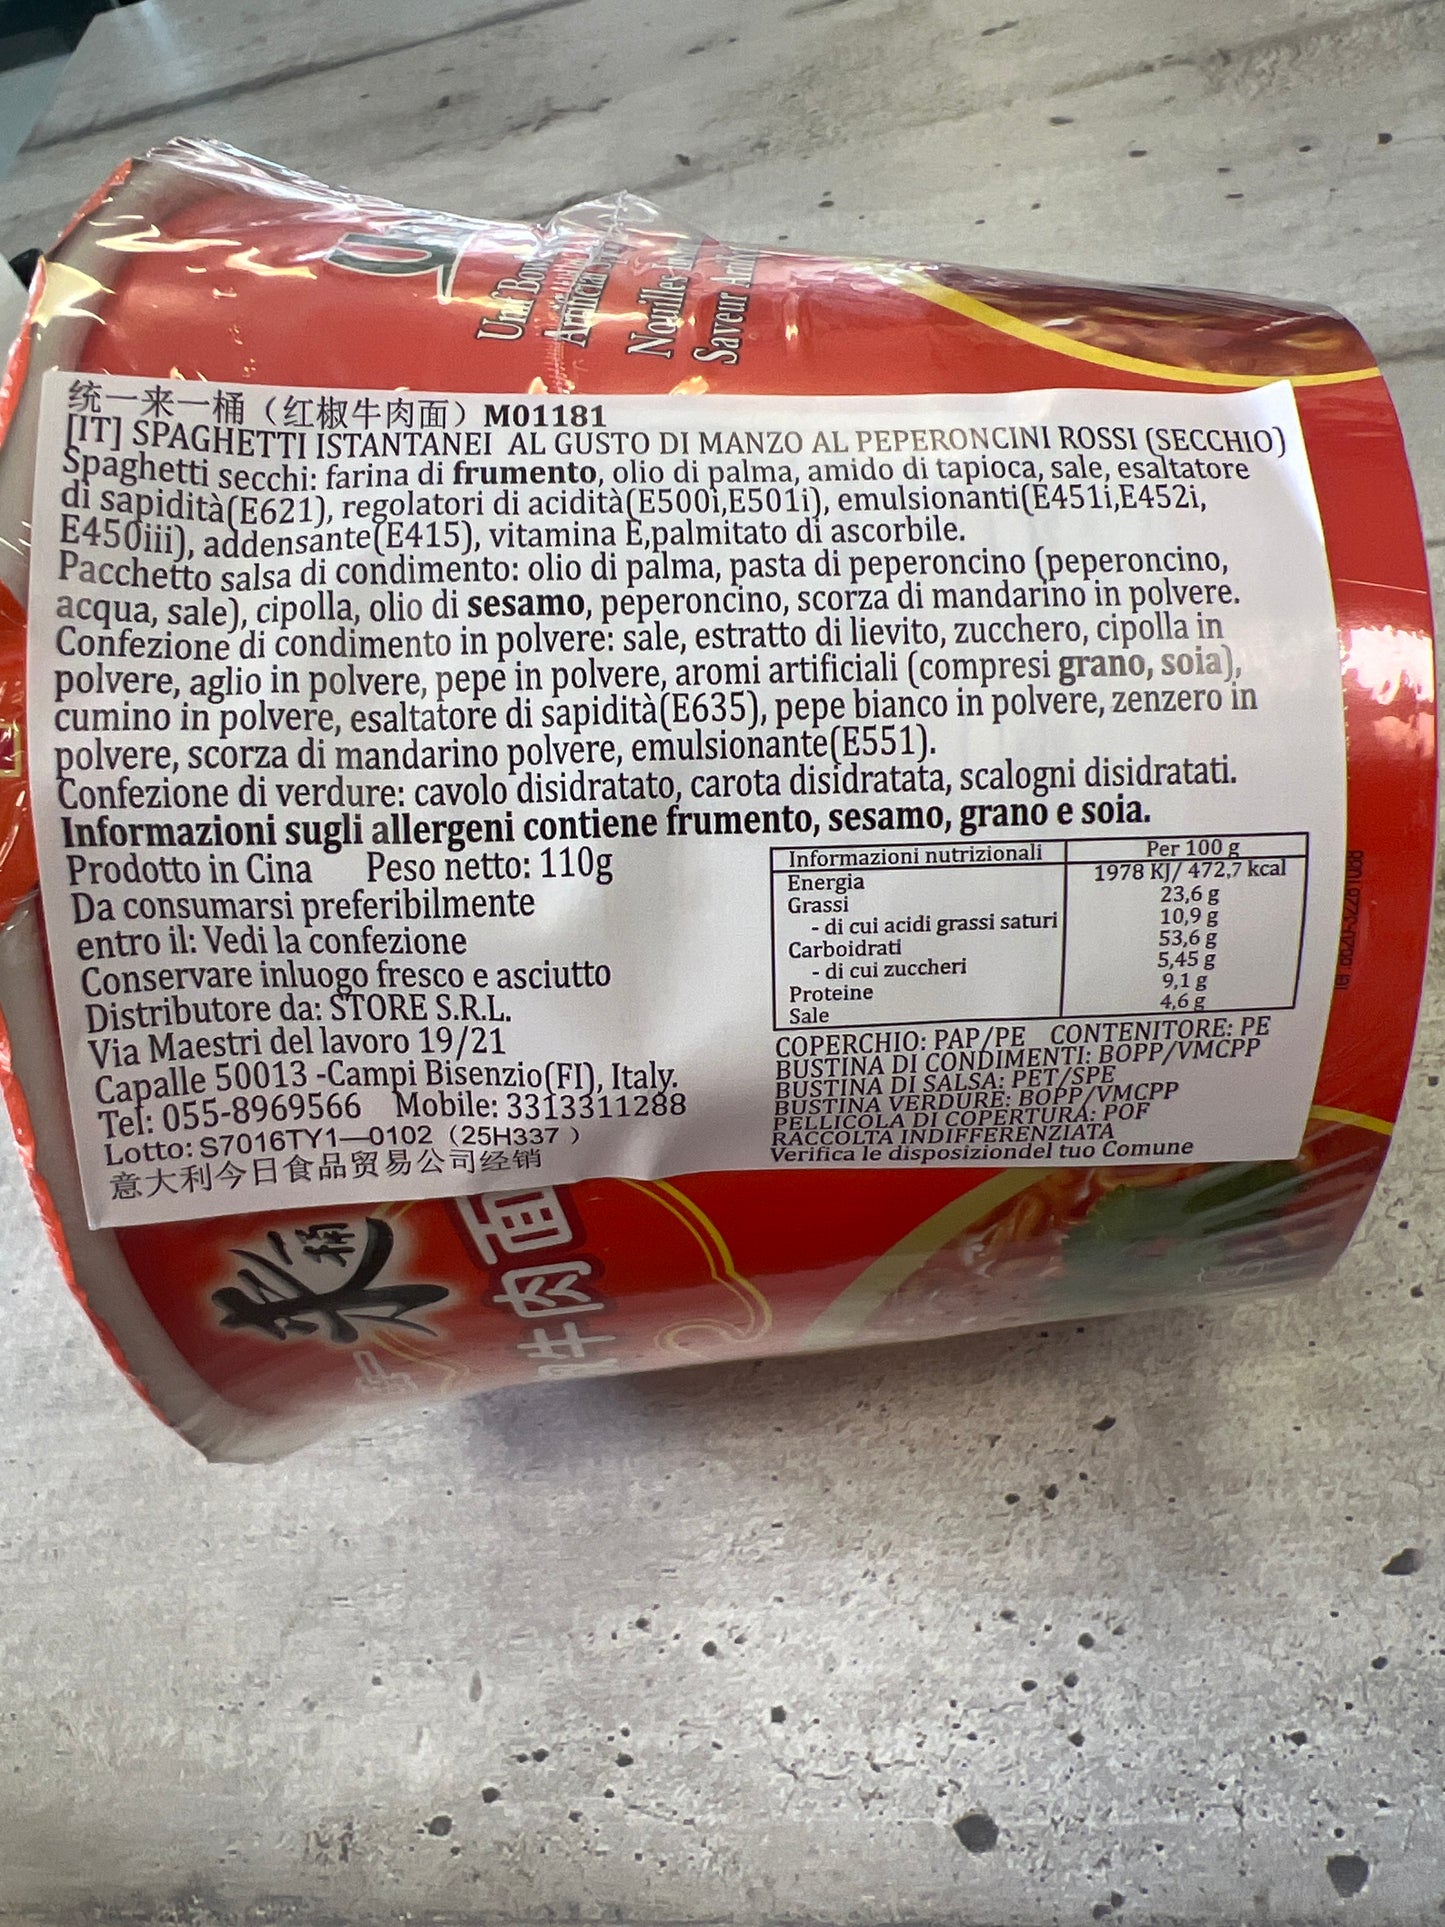 Unif Bow
Artificial
Nouilles
Saveur
统一来一桶（红椒牛肉面）M01181
[IT] SPAGHETTI ISTANTANEI AL GUSTO DI MANZO AL PEPERONCINI ROSSI (SECCHIO)
Spaghetti secchi: farina di frumento, olio di palma, amido di tapioca, sale, esaltatore
di sapidità(E621), regolatori di acidità(E500i,E501i), emulsionanti(E451i,E452i,
E450iii), addensante(E415), vitamina E,palmitato di ascorbile.
Pacchetto salsa di condimento: olio di palma, pasta di peperoncino (peperoncino,
acqua, sale), cipolla, olio di sesamo, peperoncino, scorza di mandarino in polvere.
Confezione di condimento in polvere: sale, estratto di lievito, zucchero, cipolla in
polvere, aglio in polvere, pepe in polvere, aromi artificiali (compresi grano, soia),
cumino in polvere, esaltatore di sapidità(E635), pepe bianco in polvere, zenzero in
polvere, scorza di mandarino polvere, emulsionante(E551).
Confezione di verdure: cavolo disidratato, carota disidratata, scalogni disidratati.
Informazioni sugli allergeni contiene frumento, sesamo, grano e soia.
Prodotto in Cina Peso netto: 110g
Da consumarsi preferibilmente
entro il: Vedi la confezione
Conservare inluogo fresco e asciutto
Distributore da: STORE S.R.L.
Via Maestri del lavoro 19/21
Capalle 50013 -Campi Bisenzio(FI), Italy.
Tel: 055-8969566 Mobile: 3313311288
Lotto: S7016TY1—0102（25H337）
意大利今日食品贸易公司经销
Informazioni nutrizionali Per 100 g
Energia 1978 KJ/ 472,7 kcal
Grassi 23,6 g
- di cui acidi grassi saturi 10,9 g
Carboidrati 53,6 g
- di cui zuccheri 5,45 g
Proteine 9,1 g
Sale 4,6 g
COPERCHIO: PAP/PE CONTENITORE: PE
BUSTINA DI CONDIMENTI: BOPP/VMCPP
BUSTINA DI SALSA: PET/SPE
BUSTINA VERDURE: BOPP/VMCPP
PELLICOLA DI COPERTURA: POF
RACCOLTA INDIFFERENZIATA
Verifica le disposiziondel tuo Comune
来一桶
牛肉面